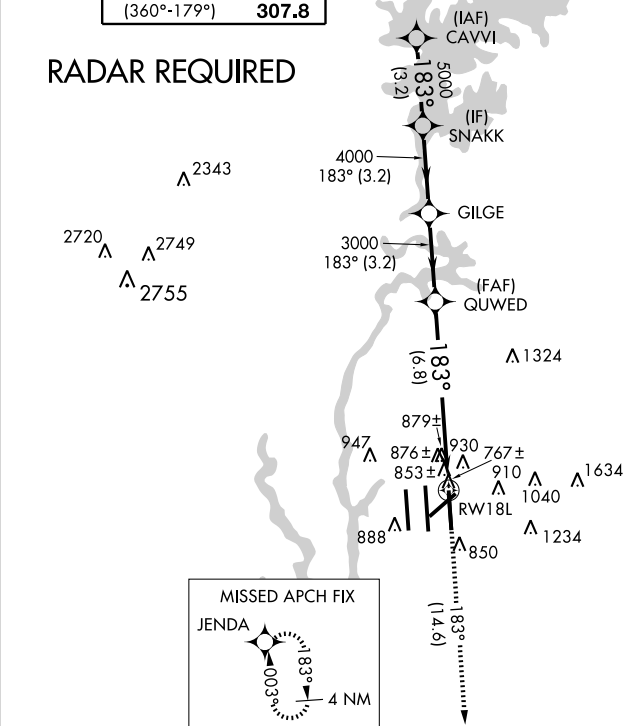 (360°-179°) 307.8
RADAR REQUIRED
(IAF)
CAVVI
5000
183°
(3.2)
(IF)
SNAKK
4000
183° (3.2)
GILGE
3000
183° (3.2)
(FAF)
QUWED
183°
(6.8)
2343
2720
2749
2755
1324
879±
947
876±
930
767±
853±
910
1634
1040
RW18L
888
850
1234
183°
(14.6)
MISSED APCH FIX
JENDA
183°
003°
4 NM